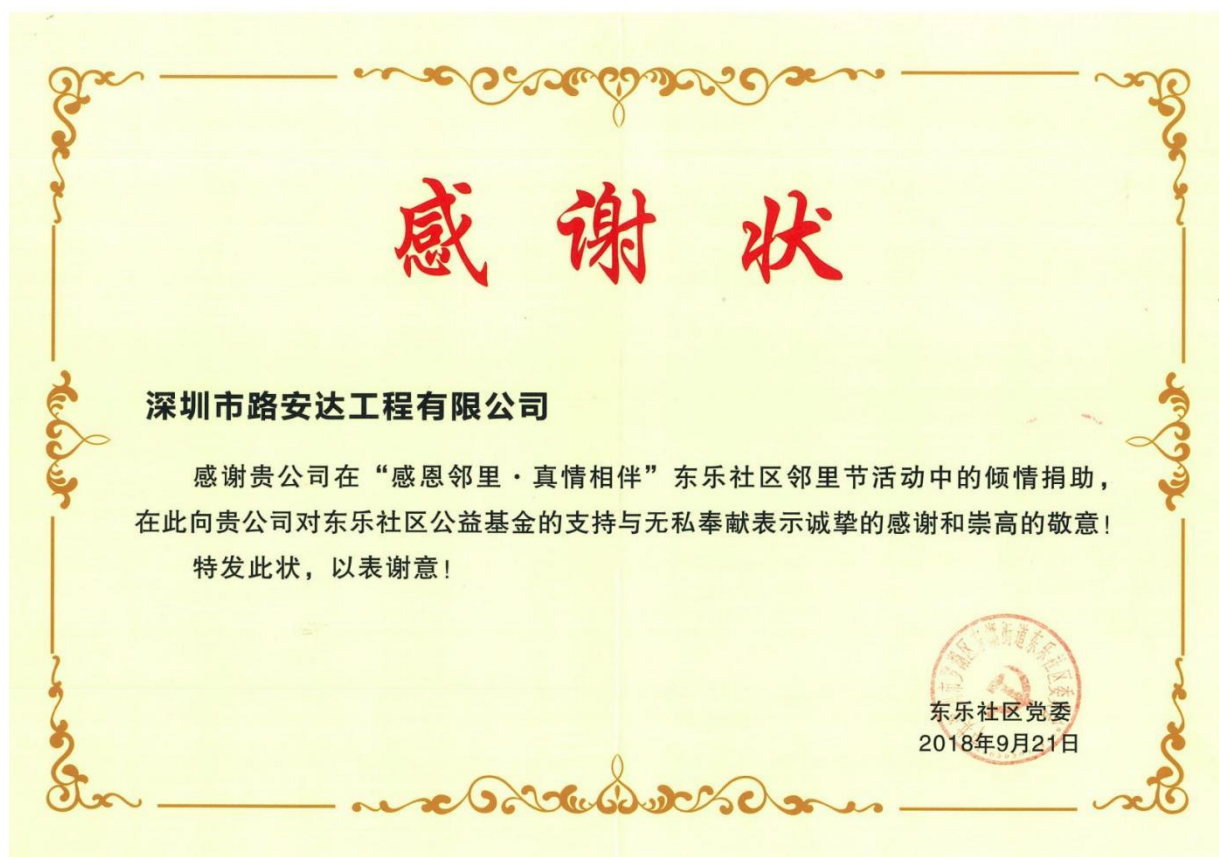 感谢状
深圳市路安达工程有限公司
感谢贵公司在“感恩邻里·真情相伴”东乐社区邻里节活动中的倾情捐助，
在此向贵公司对东乐社区公益基金的支持与无私奉献表示诚挚的感谢和崇高的敬意！
特发此状，以表谢意！
东乐社区党委
2018年9月21日